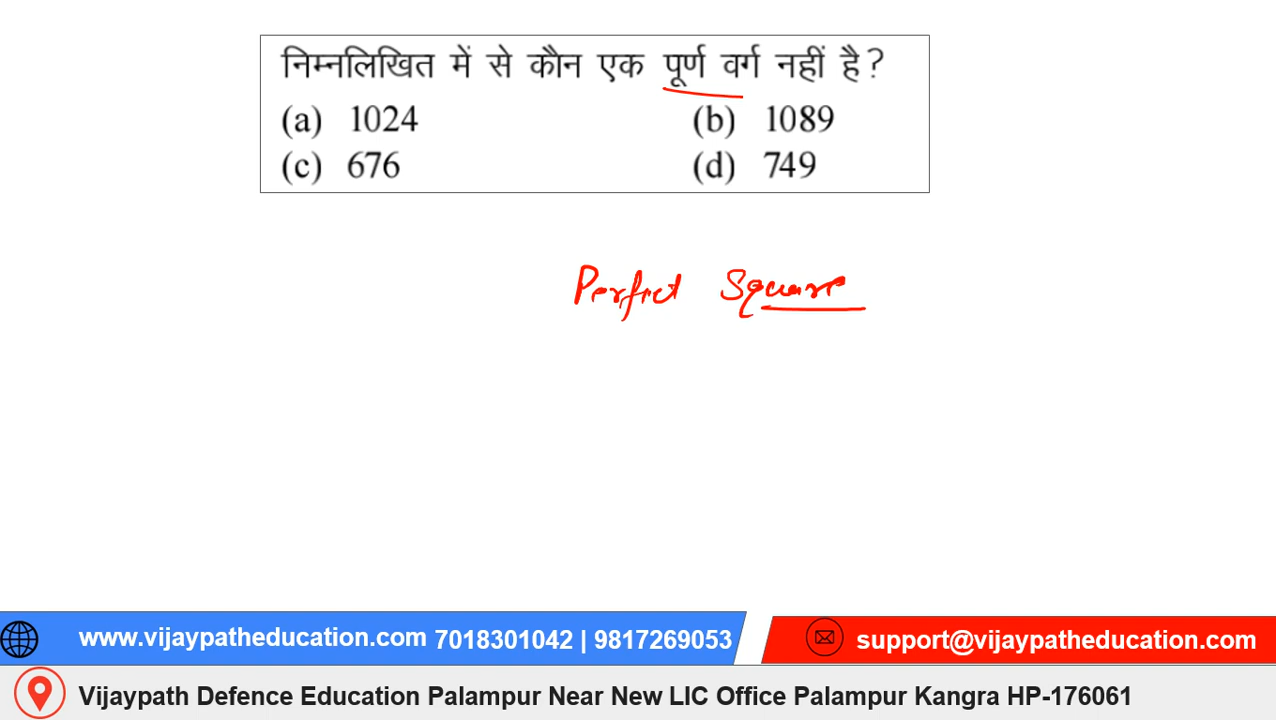 निम्नलिखित में से कौन एक पूर्ण वर्ग नहीं है?
(a) 1024 (b) 1089
(c) 676 (d) 749
Perfect Square
www.vijaypatheducation.com 7018301042 | 9817269053 support@vijaypatheducation.com
Vijaypath Defence Education Palampur Near New LIC Office Palampur Kangra HP-176061